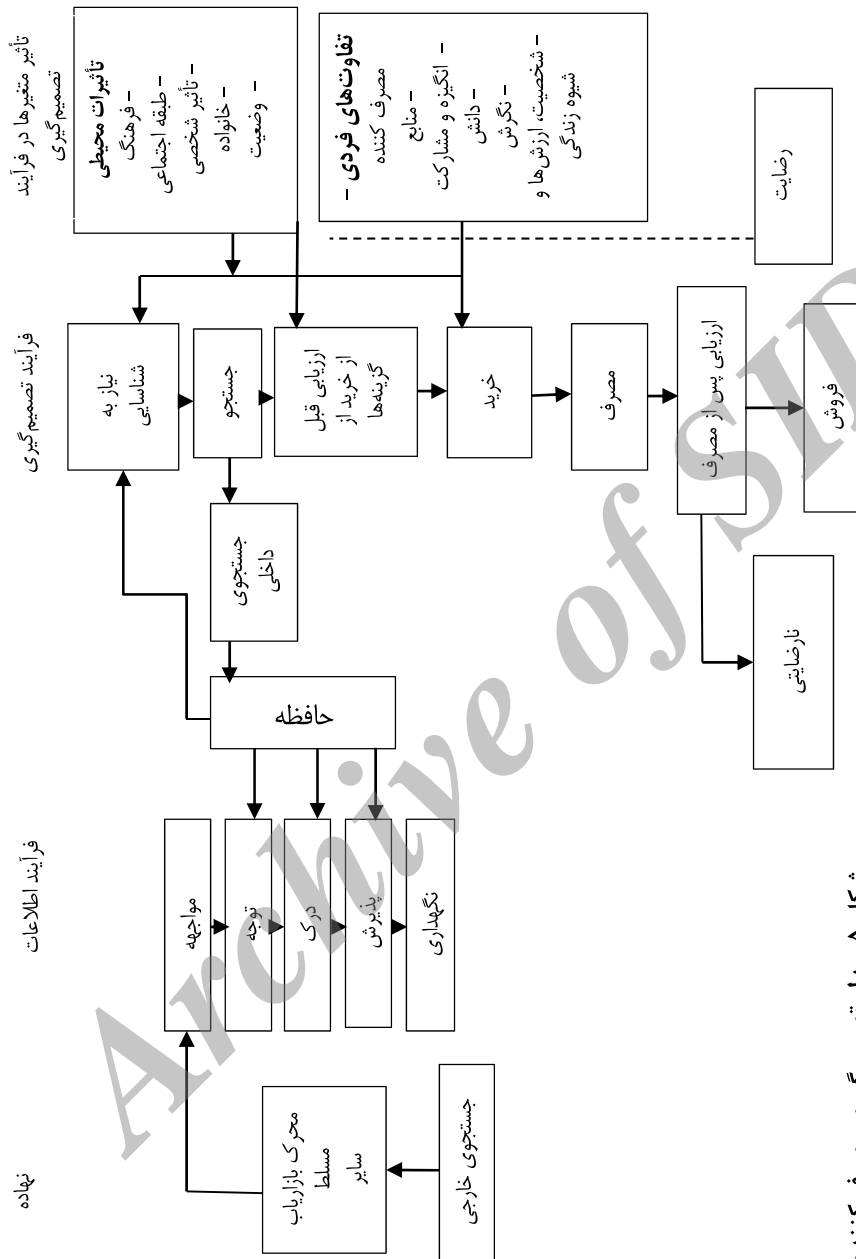 تأثیر متغیرها در فرآیند
تصمیم‌گیری
تأثیرات محیطی
- فرهنگ
- طبقه اجتماعی
- تأثیر شخصی
- خانواده
- وضعیت
تفاوت‌های فردی -
مصرف کننده
- منابع
انگیزه و مشارکت -
- دانش
- نگرش
- شخصیت، ارزش‌ها و
شیوه زندگی
رضایت
فرآیند تصمیم‌گیری
نیاز به
شناسایی
جستجو
ارزیابی قبل
از خرید از
گزینه‌ها
خرید
مصرف
ارزیابی پس از مصرف
فروش
جستجوی
داخلی
حافظه
نارضایتی
فرآیند اطلاعات
مواجهه
توجه
درک
پذیرش
نگهداری
نهاده
محرک بازاریاب
مسلط
سایر
جستجوی خارجی
Archive of SID